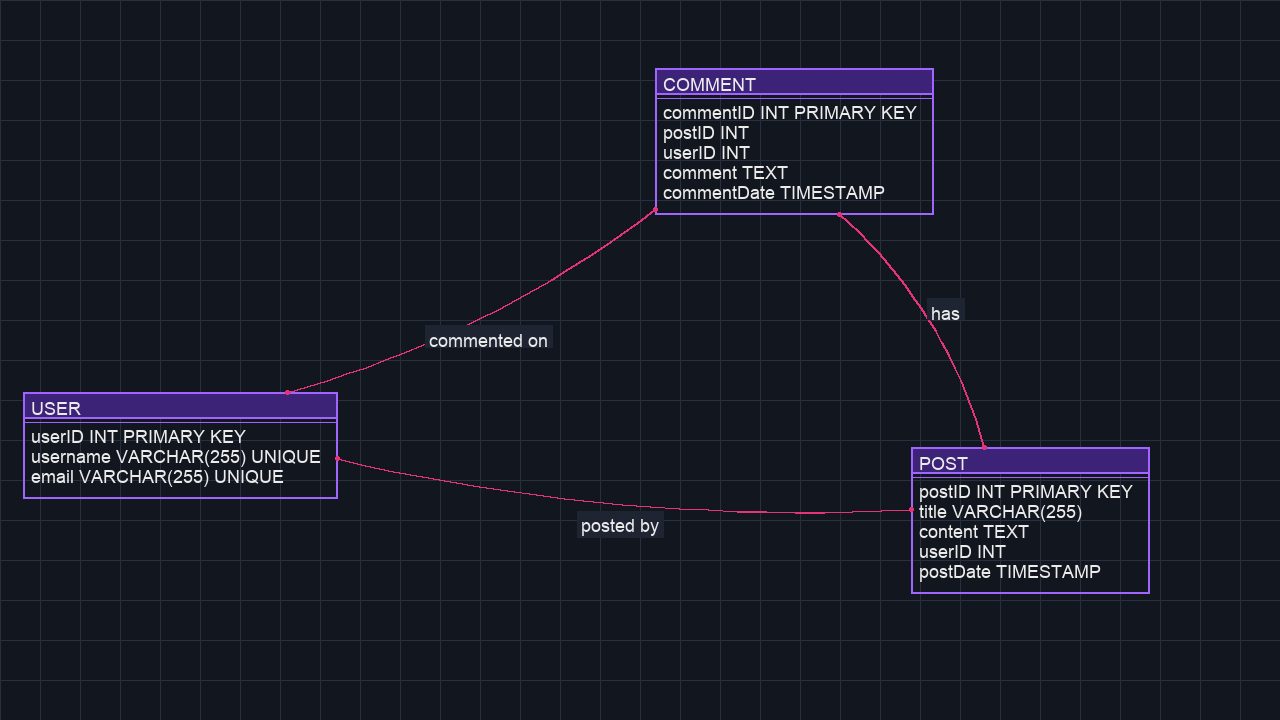 COMMENT
commentID INT PRIMARY KEY
postID INT
userID INT
comment TEXT
commentDate TIMESTAMP
has
commented on
USER
userID INT PRIMARY KEY
username VARCHAR(255) UNIQUE
email VARCHAR(255) UNIQUE
posted by
POST
postID INT PRIMARY KEY
title VARCHAR(255)
content TEXT
userID INT
postDate TIMESTAMP